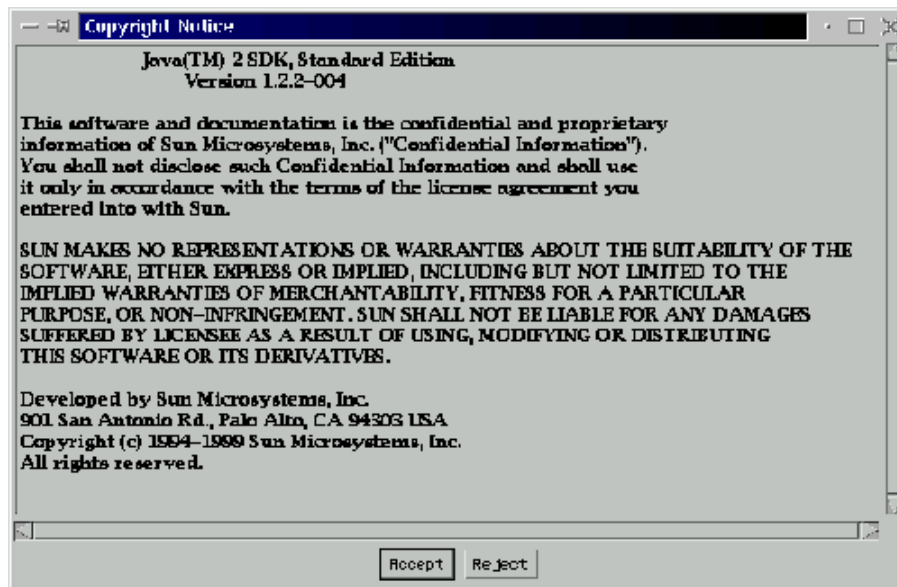 Copyright Notice
Java(TM) 2 SDK, Standard Edition
Version 1.2.2-004
This software and documentation is the confidential and proprietary
information of Sun Microsystems, Inc. ("Confidential Information").
You shall not disclose such Confidential Information and shall use
it only in accordance with the terms of the license agreement you
entered into with Sun.
SUN MAKES NO REPRESENTATIONS OR WARRANTIES ABOUT THE SUITABILITY OF THE
SOFTWARE, EITHER EXPRESS OR IMPLIED, INCLUDING BUT NOT LIMITED TO THE
IMPLIED WARRANTIES OF MERCHANTABILITY, FITNESS FOR A PARTICULAR
PURPOSE, OR NON-INFRINGEMENT. SUN SHALL NOT BE LIABLE FOR ANY DAMAGES
SUFFERED BY LICENSEE AS A RESULT OF USING, MODIFYING OR DISTRIBUTING
THIS SOFTWARE OR ITS DERIVATIVES.
Developed by Sun Microsystems, Inc.
901 San Antonio Rd., Palo Alto, CA 94303 USA
Copyright (c) 1994-1999 Sun Microsystems, Inc.
All rights reserved.
Accept Reject